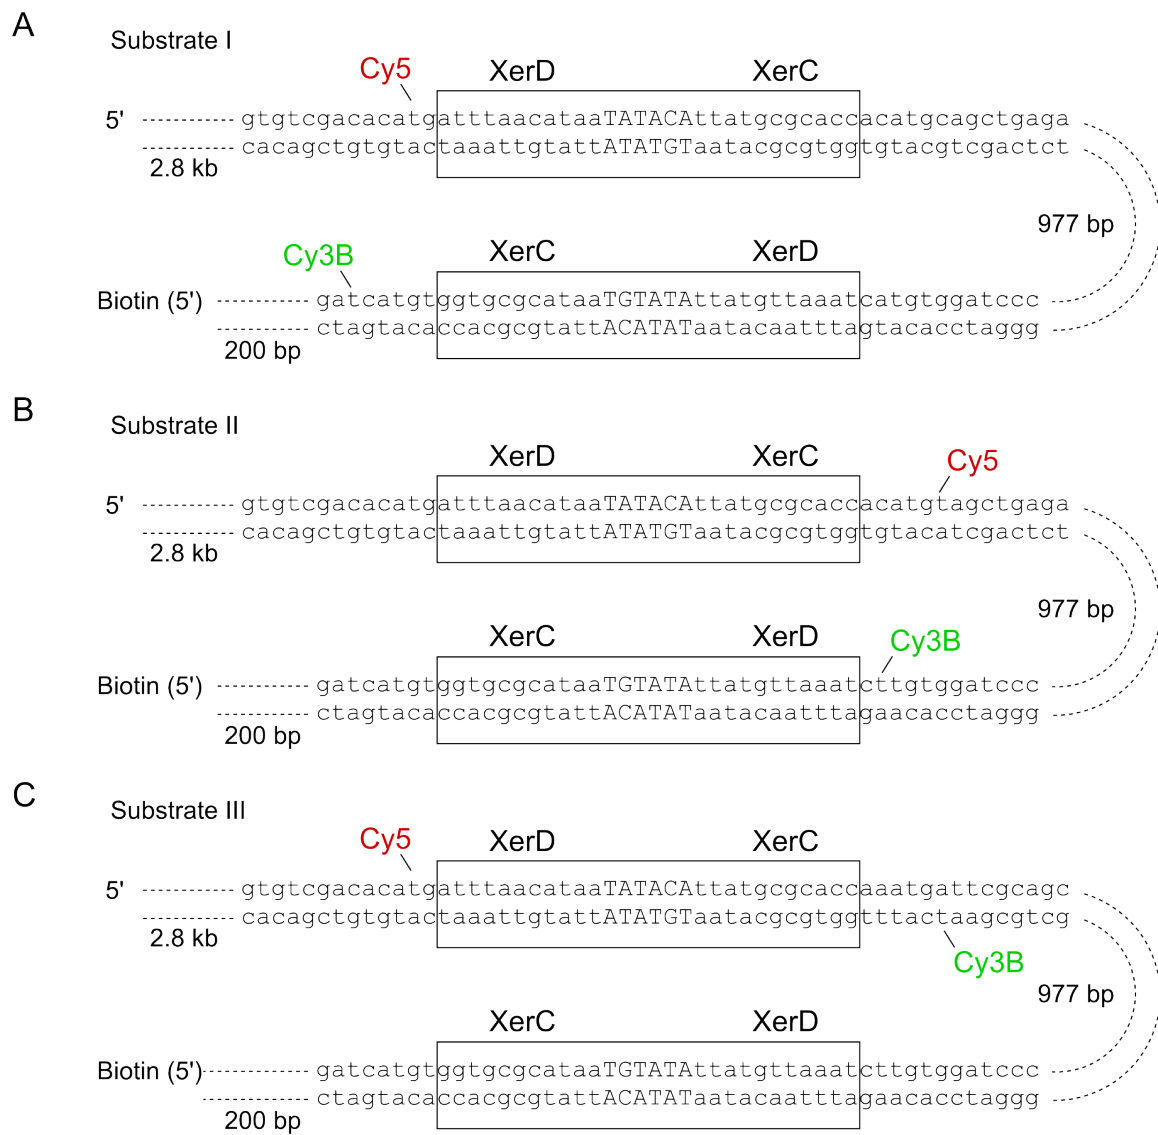 A
Substrate I
Cy5
XerD XerC
5' gtgtcgacacatgatttaacataaTATACAttatgcgcaccacatgcagctgaga
cacagctgtgtactaaattgtattATATGTaatacgcgtggtgtacgtcgactct
2.8 kb
977 bp
Cy3B
XerC XerD
Biotin (5') gatcatgtggtgcgcataaTGTATAttatgttaaatcatgtggatccc
ctagtacaccacgcgtattACATATaatacaatttagtacacctaggg
200 bp
B
Substrate II
XerD XerC
Cy5
5' gtgtcgacacatgatttaacataaTATACAttatgcgcaccacatgtagctgaga
cacagctgtgtactaaattgtattATATGTaatacgcgtggtgtacatcgactct
2.8 kb
977 bp
XerC XerD
Cy3B
Biotin (5') gatcatgtggtgcgcataaTGTATAttatgttaaatcttgtggatccc
ctagtacaccacgcgtattACATATaatacaatttagaacacctaggg
200 bp
C
Substrate III
Cy5
XerD XerC
5' gtgtcgacacatgatttaacataaTATACAttatgcgcaccaaatgattcgcagc
cacagctgtgtactaaattgtattATATGTaatacgcgtggtttactaagcgtcg
2.8 kb
Cy3B
977 bp
XerC XerD
Biotin (5') gatcatgtggtgcgcataaTGTATAttatgttaaatcttgtggatccc
ctagtacaccacgcgtattACATATaatacaatttagaacacctaggg
200 bp